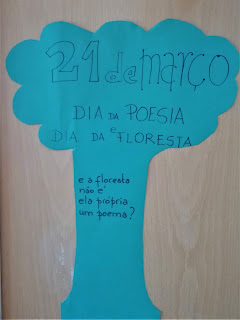 21 de março
DIA DA POESIA
e
DIA DA FLORESTA
e a floresta
não é
ela própria
um poema?